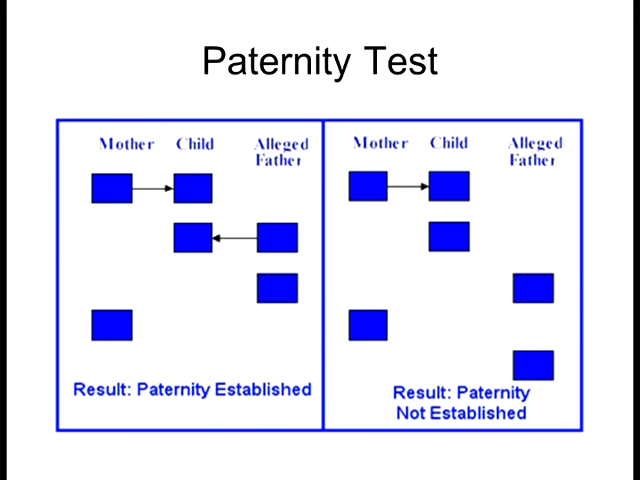 Paternity Test
Mother Child Alleged
Father
Mother Child Alleged
Father
Result: Paternity Established
Result: Paternity
Not Established